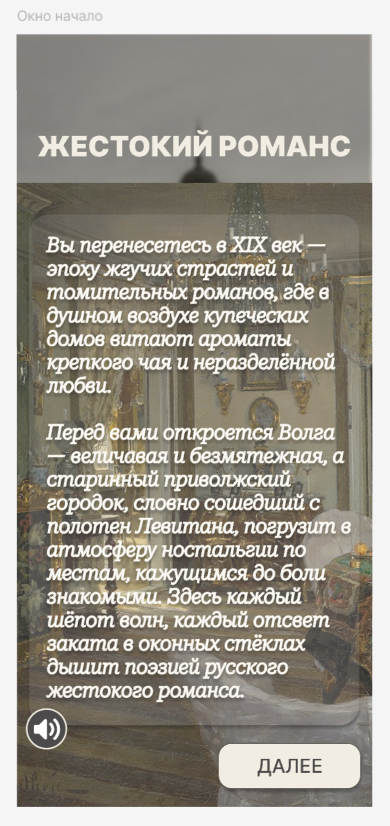 Окно начало
ЖЕСТОКИЙ РОМАНС
Вы перенесетесь в XIX век —
эпоху жгучих страстей и
томительных романов, где в
душном воздухе купеческих
домов витают ароматы
крепкого чая и неразделённой
любви.
Перед вами откроется Волга
— величавая и безмятежная, а
старинный приволжский
городок, словно сошедший с
полотен Левитана, погрузит в
атмосферу ностальгии по
местам, кажущимся до боли
знакомыми. Здесь каждый
шёпот волн, каждый отсвет
заката в оконных стёклах
дышит поэзией русского
жестокого романса.
ДАЛЕЕ